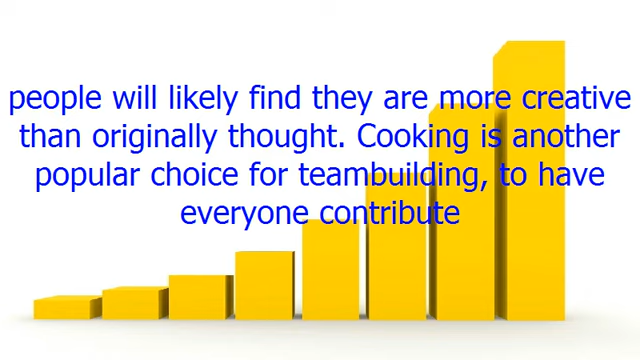 people will likely find they are more creative
than originally thought. Cooking is another
popular choice for teambuilding, to have
everyone contribute